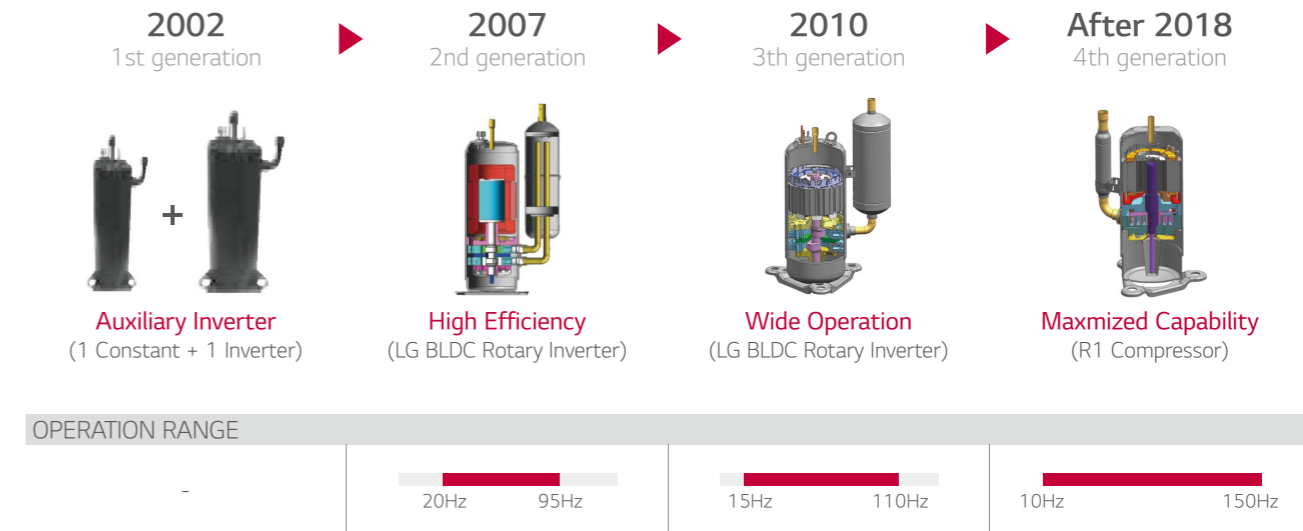 2002
1st generation
2007
2nd generation
2010
3th generation
After 2018
4th generation
+
Auxiliary Inverter
(1 Constant + 1 Inverter)
High Efficiency
(LG BLDC Rotary Inverter)
Wide Operation
(LG BLDC Rotary Inverter)
Maxmized Capability
(R1 Compressor)
OPERATION RANGE
-
20Hz 95Hz
15Hz 110Hz
10Hz 150Hz